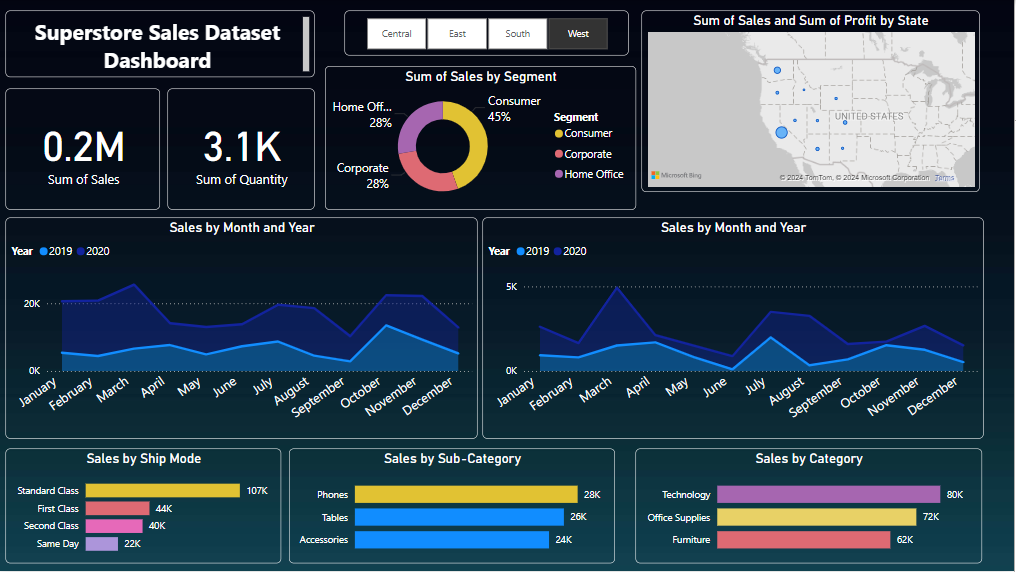 Superstore Sales Dataset
Dashboard
Central
East
South
West
Sum of Sales and Sum of Profit by State
UNITED STATES
Microsoft Bing
© 2024 TomTom, © 2024 Microsoft Corporation Terms
0.2M
Sum of Sales
3.1K
Sum of Quantity
Sum of Sales by Segment
Home Off...
28%
Consumer
45%
Corporate
28%
Segment
Consumer
Corporate
Home Office
Sales by Month and Year
Year 2019 2020
20K
0K
January
February
March
April
May
June
July
August
September
October
November
December
Sales by Month and Year
Year 2019 2020
5K
0K
January
February
March
April
May
June
July
August
September
October
November
December
Sales by Ship Mode
Standard Class 107K
First Class 44K
Second Class 40K
Same Day 22K
Sales by Sub-Category
Phones 28K
Tables 26K
Accessories 24K
Sales by Category
Technology 80K
Office Supplies 72K
Furniture 62K